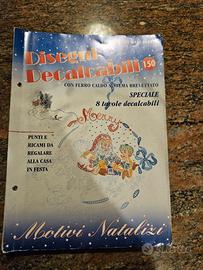 Disegni
Decalcabili 150
CON FERRO CALDO SISTEMA BREVETTATO
SPECIALE
8 tavole decalcabili
Merry
PUNTI E
RICAMI DA
REGALARE
ALLA CASA
IN FESTA
Motivi Natalizi